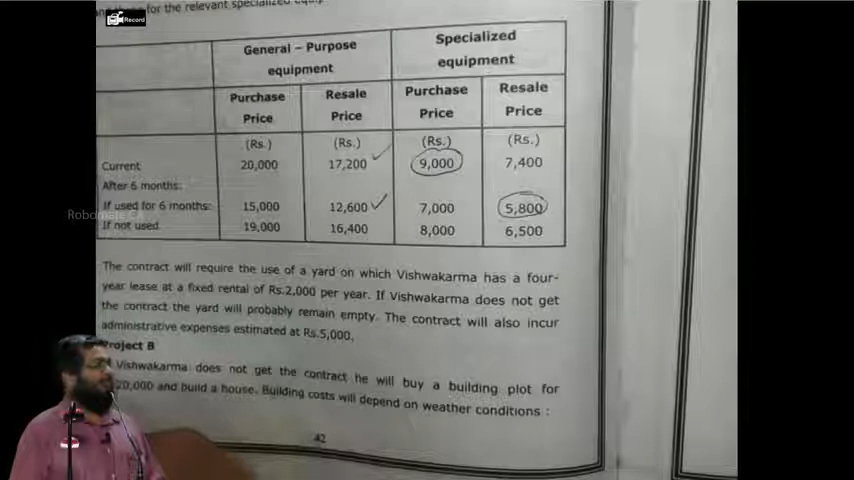 for the relevant specialized equip
Record
General – Purpose equipment Specialized equipment
Purchase Price Resale Price Purchase Price Resale Price
(Rs.) (Rs.) (Rs.) (Rs.)
Current 20,000 17,200 9,000 7,400
After 6 months:
If used for 6 months: 15,000 12,600 7,000 5,800
If not used 19,000 16,400 8,000 6,500
The contract will require the use of a yard on which Vishwakarma has a four-
year lease at a fixed rental of Rs.2,000 per year. If Vishwakarma does not get
the contract the yard will probably remain empty. The contract will also incur
administrative expenses estimated at Rs.5,000,
Project B
Vishwakarma does not get the contract he will buy a building plot for
20,000 and build a house. Building costs will depend on weather conditions :
42